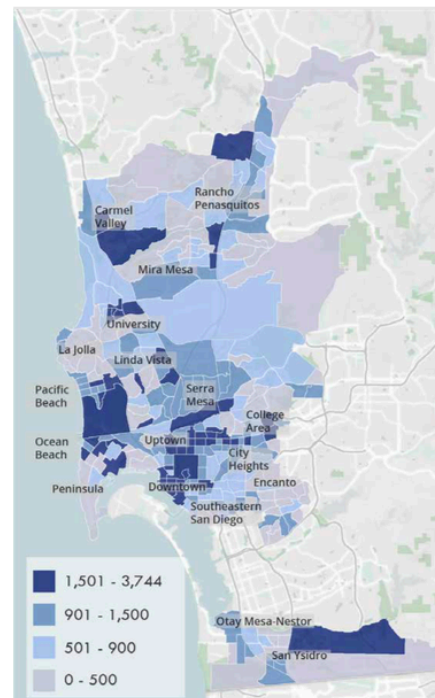 Rancho
Penasquitos
Carmel
Valley
Mira Mesa
University
La Jolla
Linda Vista
Pacific
Beach
Serra
Mesa
College
Area
Ocean
Beach
Uptown
City
Heights
Peninsula
Downtown
Encanto
Southeastern
San Diego
Otay Mesa-Nestor
San Ysidro
1,501 - 3,744
901 - 1,500
501 - 900
0 - 500